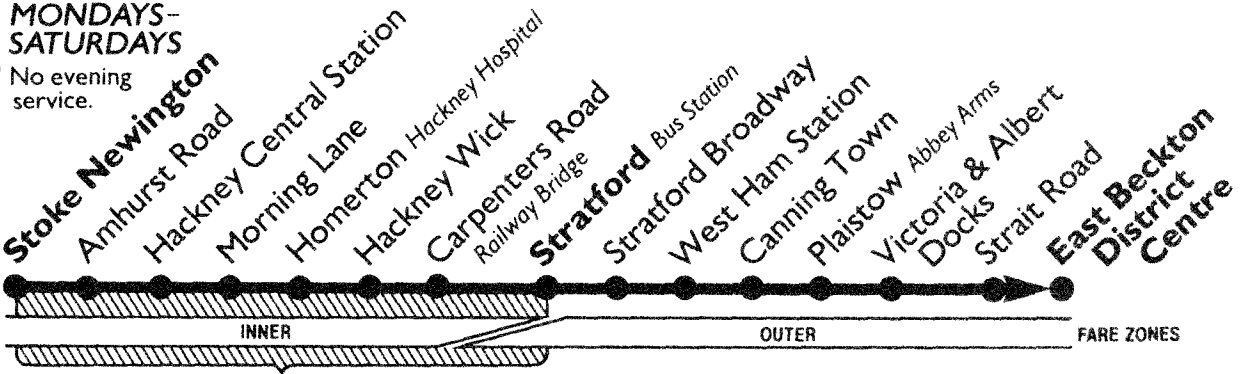 MONDAYS-
SATURDAYS
No evening
service.
Stoke Newington
Amhurst Road
Hackney Central Station
Morning Lane
Homerton Hackney Hospital
Hackney Wick
Carpenters Road
Railway Bridge
Stratford Bus Station
Stratford Broadway
West Ham Station
Canning Town
Plaistow Abbey Arms
Victoria & Albert
Docks
Strait Road
East Beckton
District
Centre
INNER
OUTER
FARE ZONES